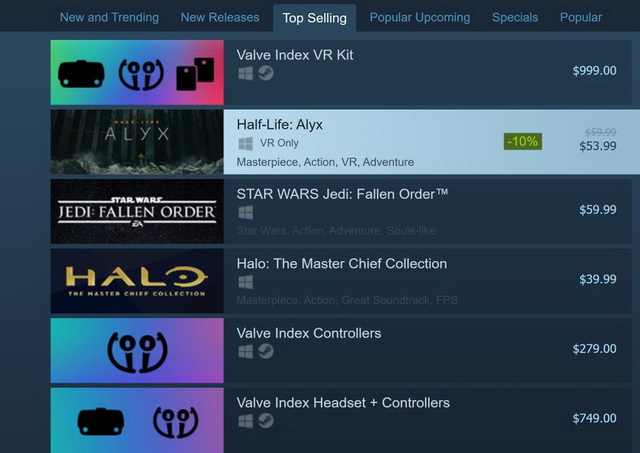 New and Trending
New Releases
Top Selling
Popular Upcoming
Specials
Popular
Valve Index VR Kit
$999.00
HALF-LIFE
ALYX
Half-Life: Alyx
VR Only
Masterpiece, Action, VR, Adventure
-10%
$59.99
$53.99
STAR WARS
JEDI: FALLEN ORDER
EA
STAR WARS Jedi: Fallen Order™
Star Wars, Action, Adventure, Souls-like
$59.99
HALO
THE MASTER CHIEF COLLECTION
Halo: The Master Chief Collection
Masterpiece, Action, Great Soundtrack, FPS
$39.99
Valve Index Controllers
$279.00
Valve Index Headset + Controllers
$749.00